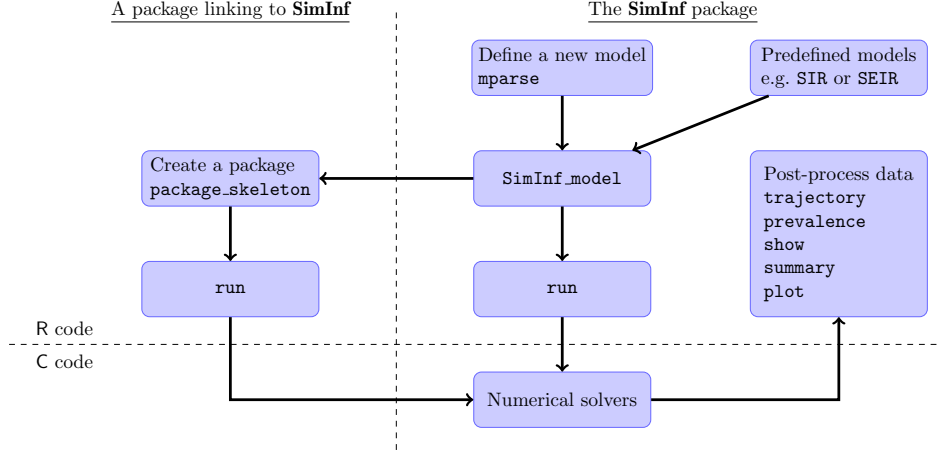 A package linking to SimInf
The SimInf package
Define a new model
mparse
Predefined models
e.g. SIR or SEIR
Create a package
package_skeleton
SimInf_model
Post-process data
trajectory
prevalence
show
summary
plot
run
run
R code
C code
Numerical solvers